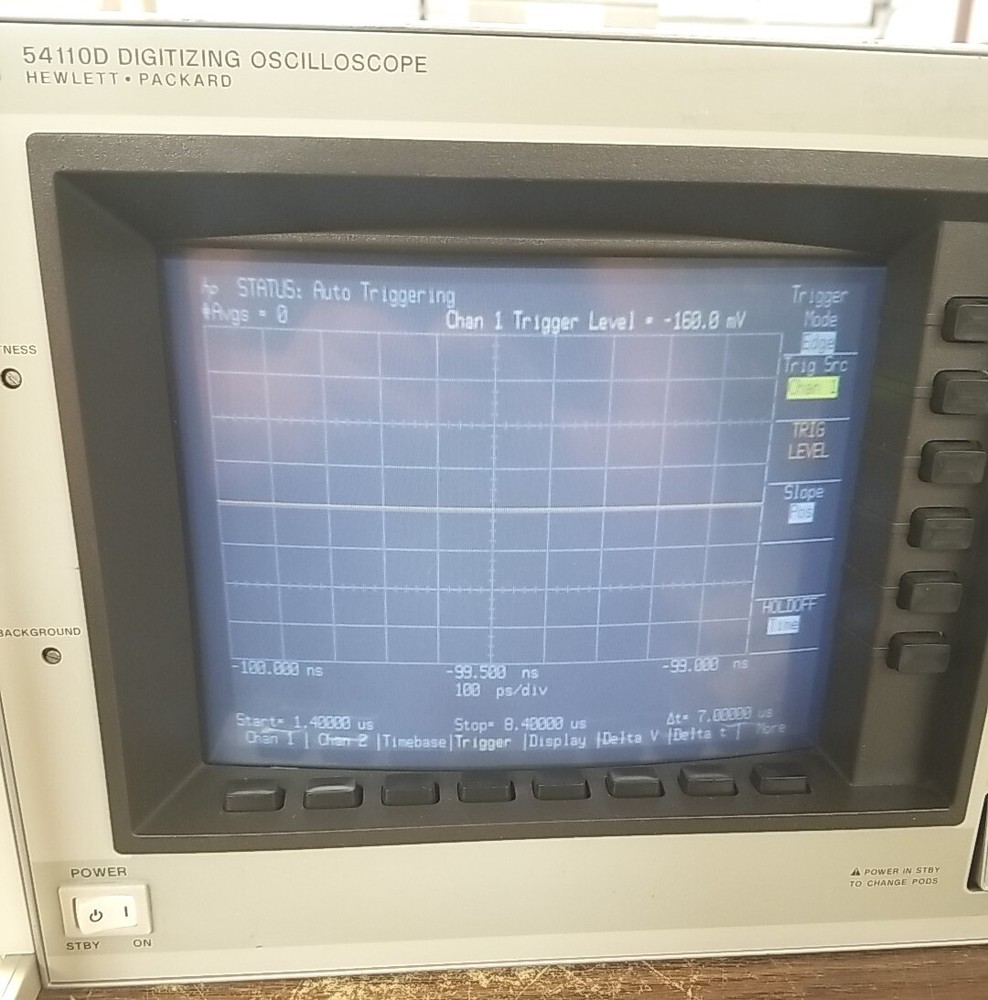 54110D DIGITIZING OSCILLOSCOPE
HEWLETT • PACKARD
hp STATUS: Auto Triggering
#Avgs = 0
Chan 1 Trigger Level = -160.0 mV
Trigger
Mode
Edge
Trig Src
Chan 1
TRIG
LEVEL
Slope
Pos
HOLDOFF
Time
-100.000 ns
-99.500 ns
-99.000 ns
100 ps/div
Start= 1.40000 us
Stop= 8.40000 us
Δt= 7.00000 us
Chan 1 | Chan 2 |Timebase|Trigger |Display |Delta V |Delta t | More
TNESS
BACKGROUND
POWER
STBY ON
⚠ POWER IN STBY
TO CHANGE PODS